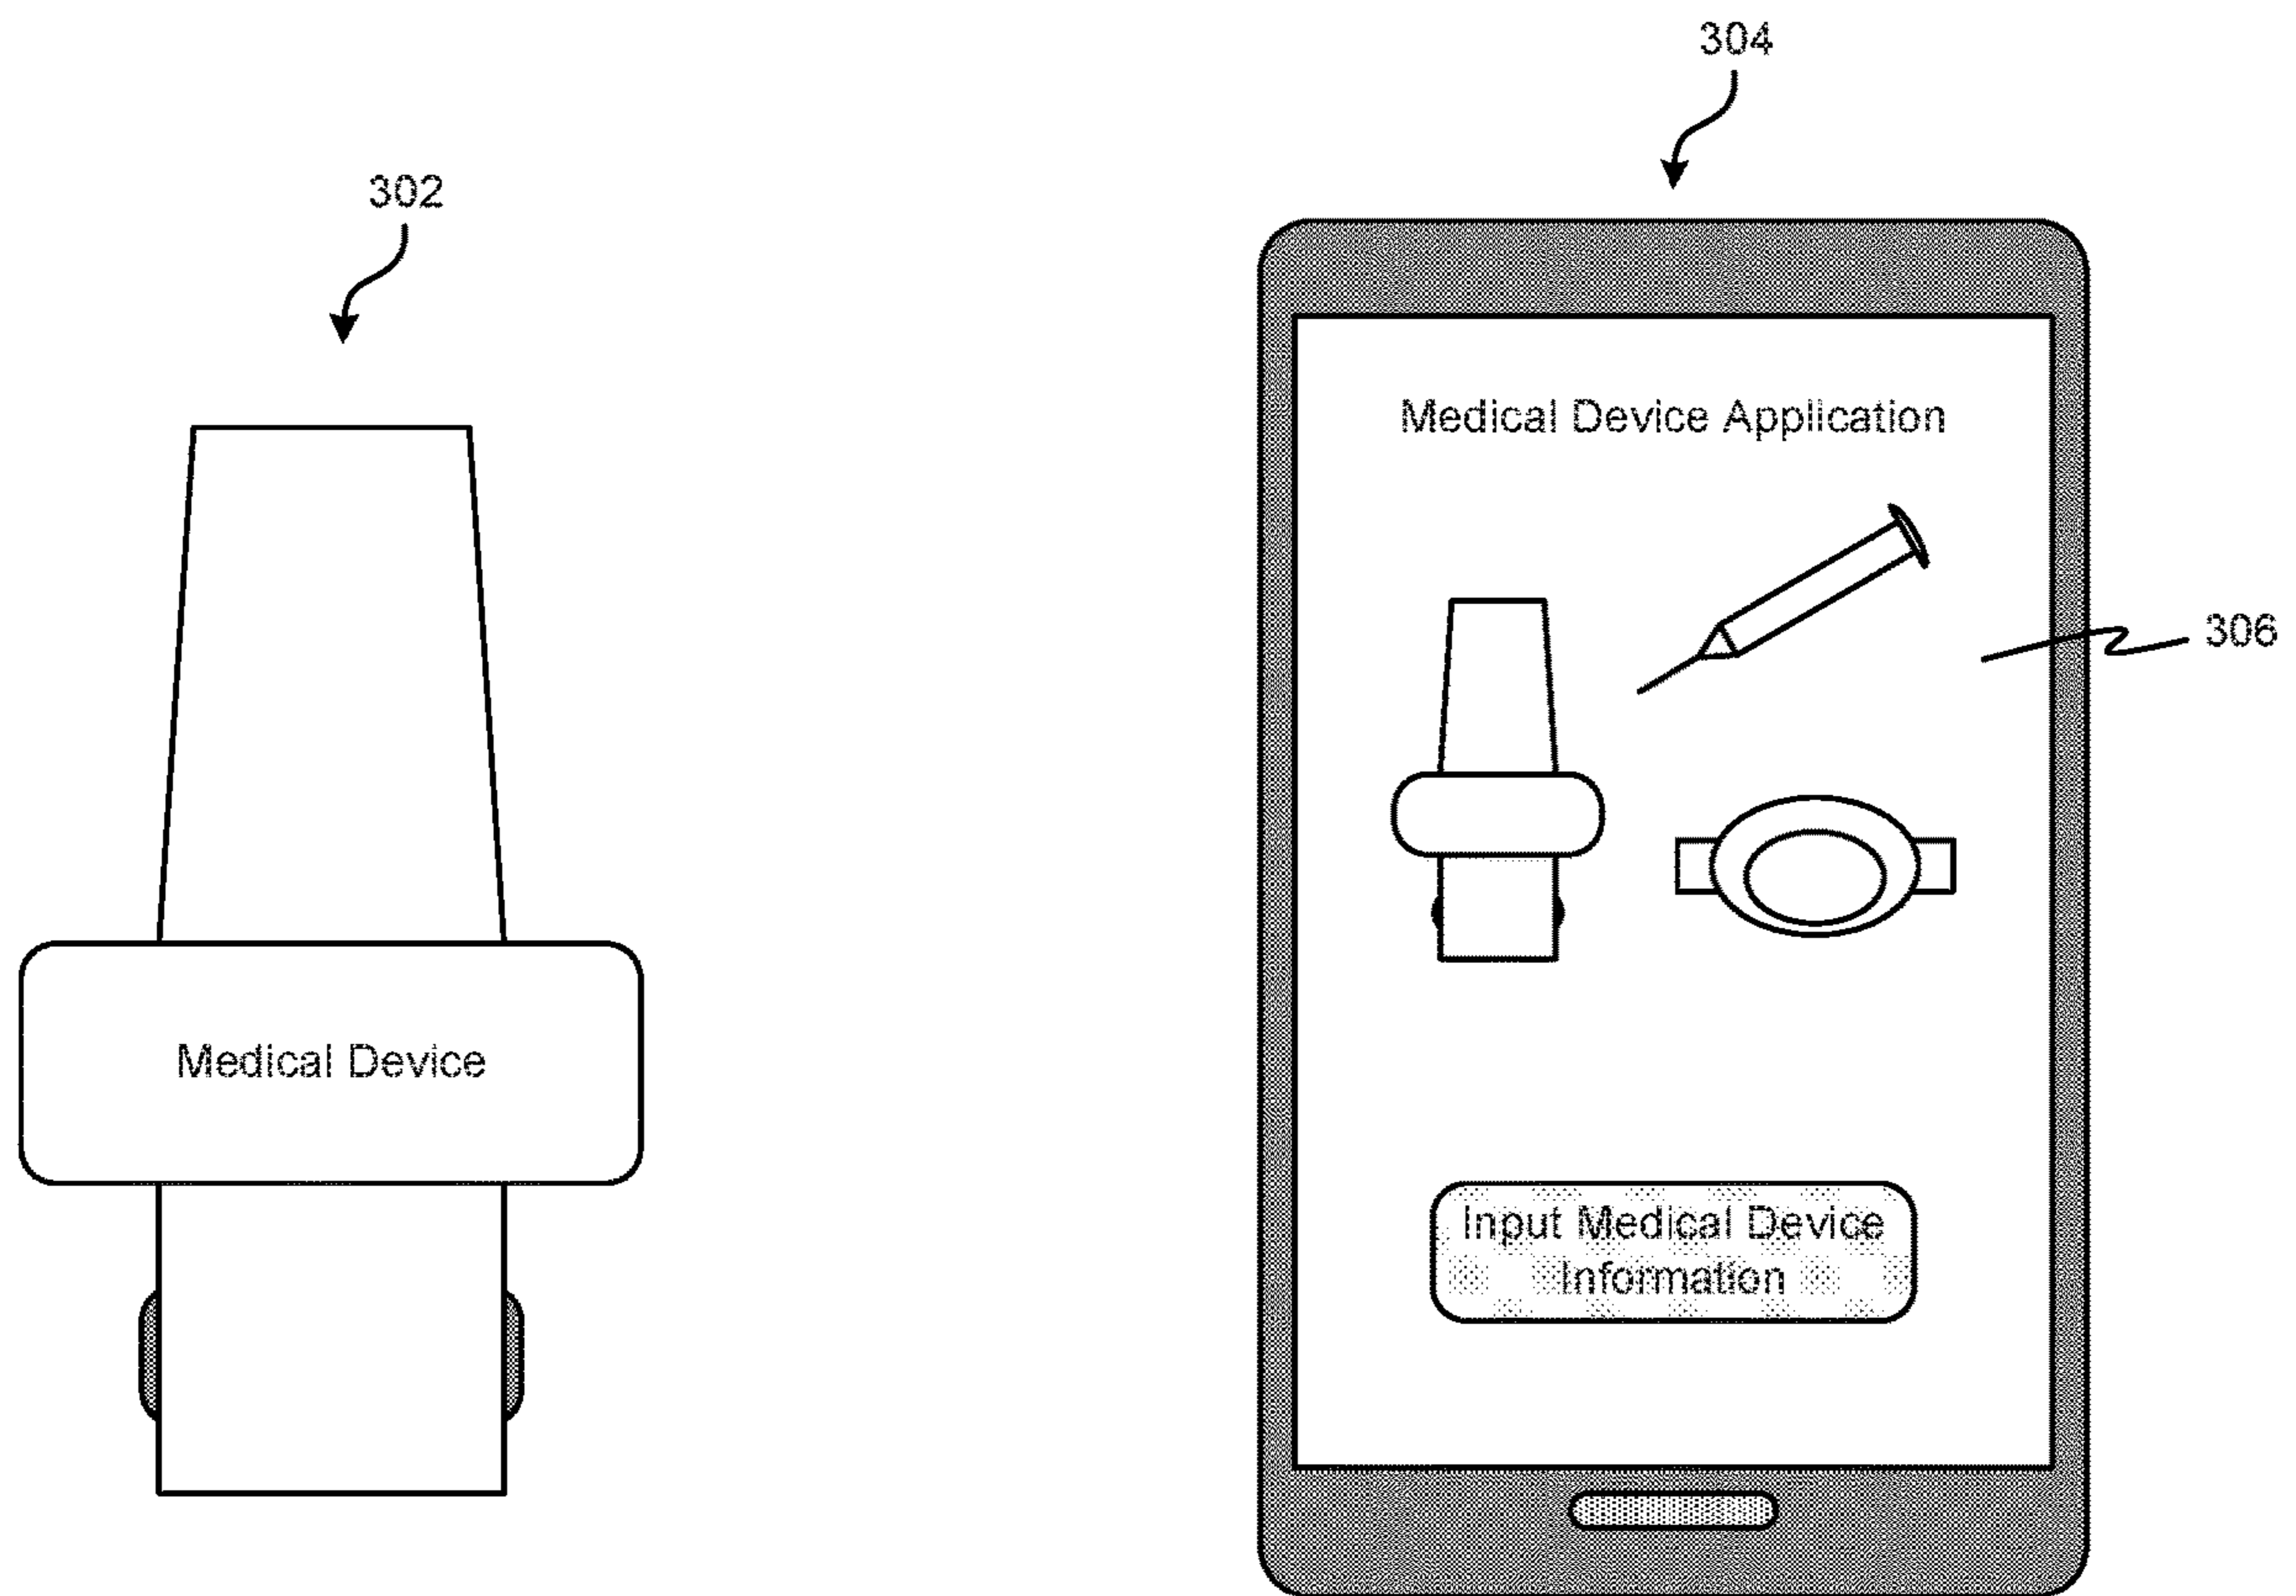 304
302
Medical Device Application
306
Medical Device
Input Medical Device
Information